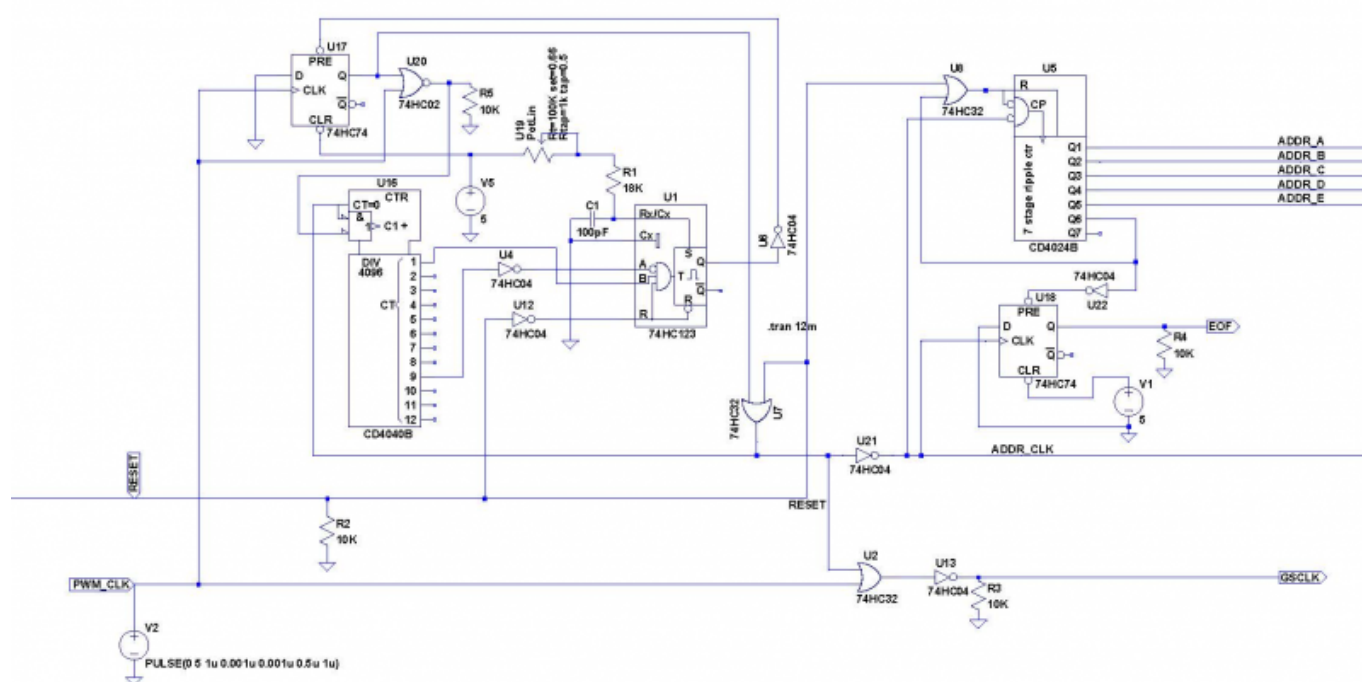 U17
PRE
D
Q
CLK
Q
CLR
74HC74
U20
74HC02
R5
10K
U19
PotLin
Rt=100K set=0.66
Rtap=1k tap=0.5
R1
18K
V5
5
C1
100pF
U1
Rx/Cx
Cx
S
A
B
T
Q
Q
R
R
74HC123
U6
74HC04
U16
CTR
CT=0
&
1
C1 +
DIV
4096
CT
1
2
3
4
5
6
7
8
9
10
11
12
CD4040B
U4
74HC04
U12
74HC04
.tran 12m
74HC32
U7
U8
74HC32
U5
R
CP
7 stage ripple ctr
Q1
Q2
Q3
Q4
Q5
Q6
Q7
CD4024B
ADDR_A
ADDR_B
ADDR_C
ADDR_D
ADDR_E
74HC04
U22
U18
PRE
D
Q
CLK
Q
CLR
74HC74
EOF
R4
10K
V1
5
U21
74HC04
ADDR_CLK
RESET
RESET
R2
10K
PWM_CLK
V2
PULSE(0 5 1u 0.001u 0.001u 0.5u 1u)
U2
74HC32
U13
74HC04
R3
10K
GSCLK